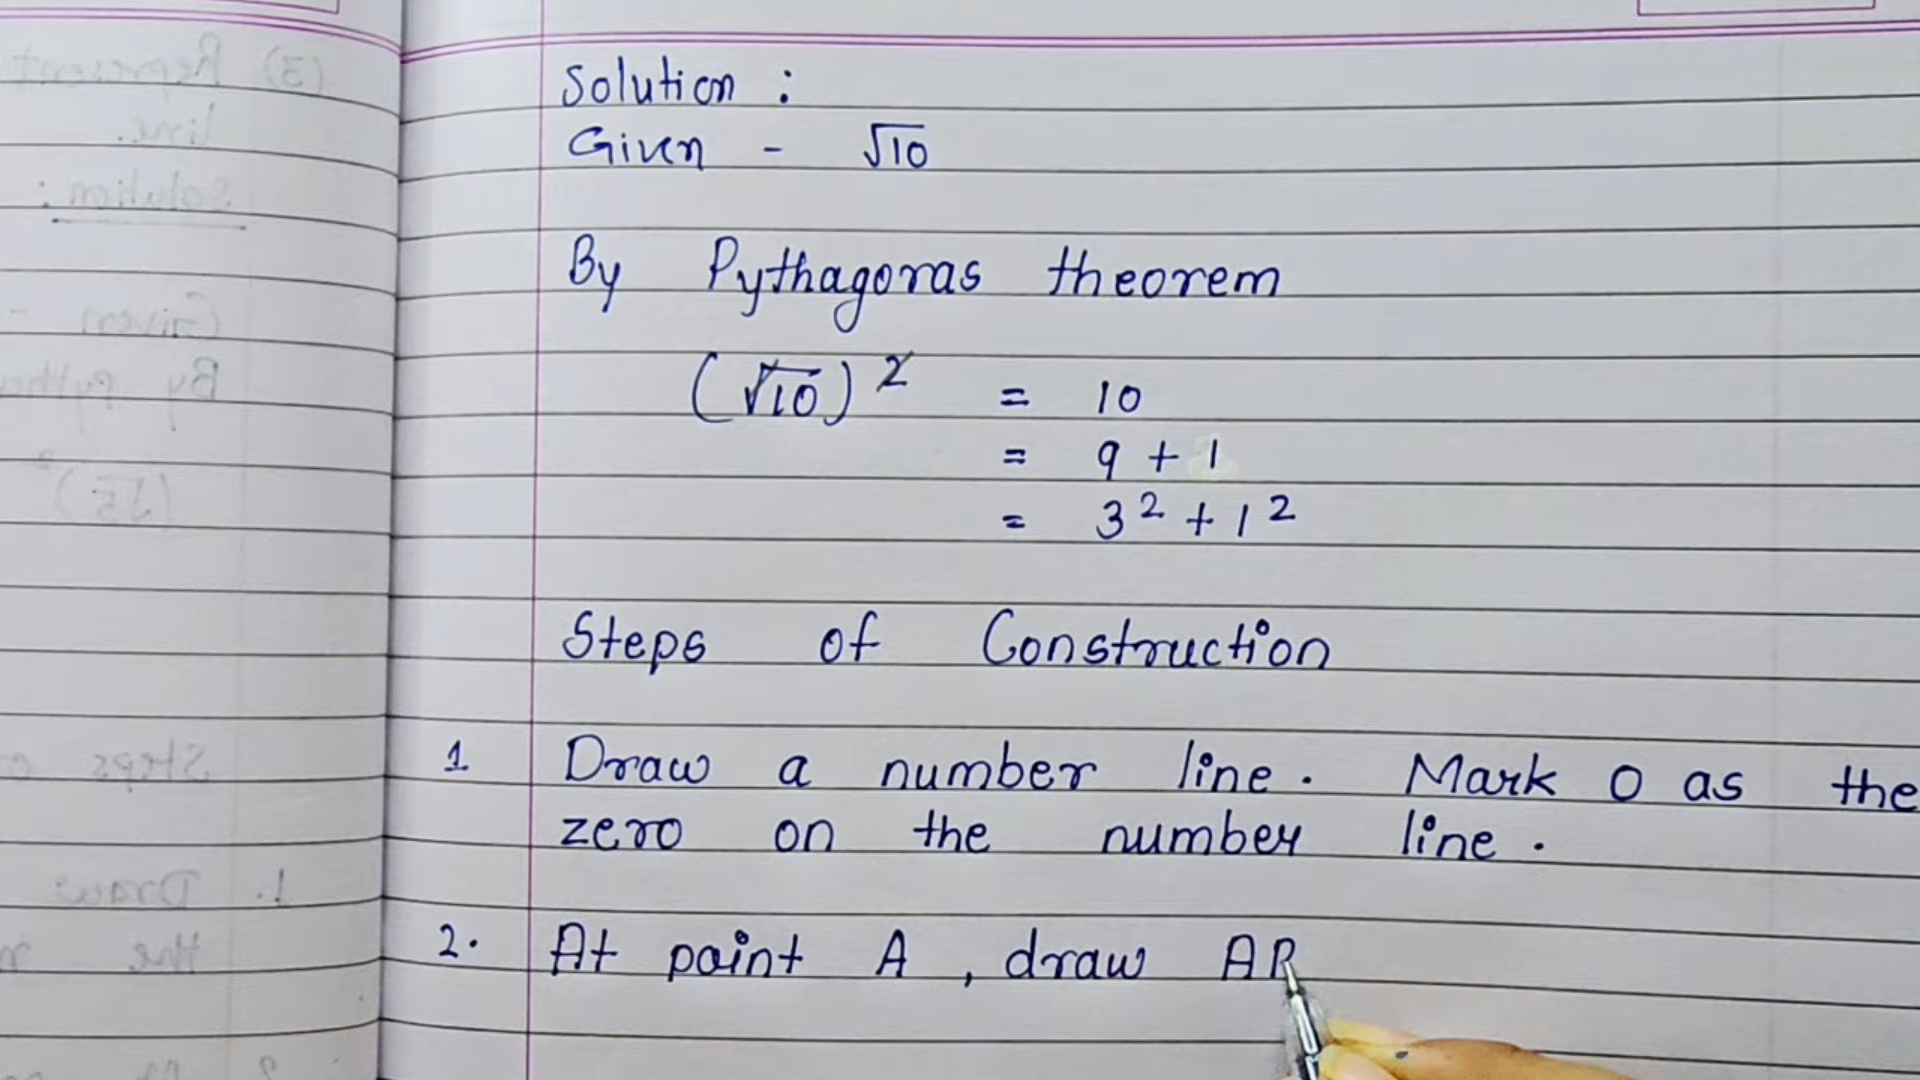 Solution :
Given - √10
By Pythagoras theorem
(√10)² = 10
= 9 + 1
= 3² + 1²
Steps of Construction
1 Draw a number line. Mark 0 as the
zero on the number line.
2. At point A, draw AB